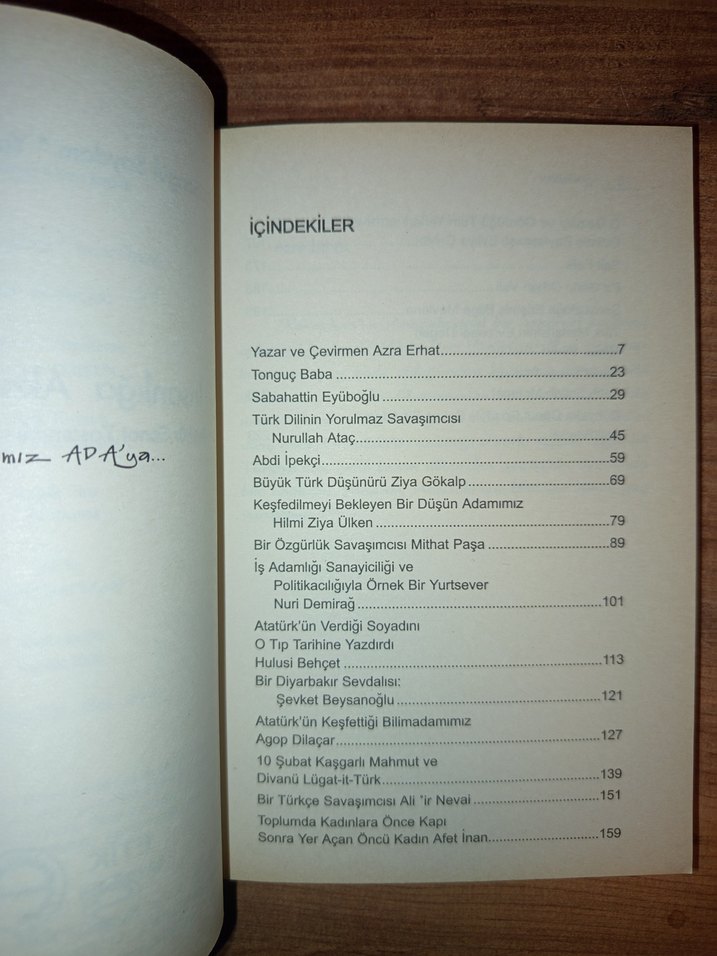 mız ADA'ya...
İÇİNDEKİLER
Yazar ve Çevirmen Azra Erhat..........7
Tonguç Baba..........23
Sabahattin Eyüboğlu..........29
Türk Dilinin Yorulmaz Savaşımcısı
Nurullah Ataç..........45
Abdi İpekçi..........59
Büyük Türk Düşünürü Ziya Gökalp..........69
Keşfedilmeyi Bekleyen Bir Düşün Adamımız
Hilmi Ziya Ülken..........79
Bir Özgürlük Savaşımcısı Mithat Paşa..........89
İş Adamlığı Sanayiciliği ve
Politikacılığıyla Örnek Bir Yurtsever
Nuri Demirağ..........101
Atatürk'ün Verdiği Soyadını
O Tıp Tarihine Yazdırdı
Hulusi Behçet..........113
Bir Diyarbakır Sevdalısı:
Şevket Beysanoğlu..........121
Atatürk'ün Keşfettiği Bilimadamımız
Agop Dilaçar..........127
10 Şubat Kaşgarlı Mahmut ve
Divanü Lügat-it-Türk..........139
Bir Türkçe Savaşımcısı Ali Şir Nevai..........151
Toplumda Kadınlara Önce Kapı
Sonra Yer Açan Öncü Kadın Afet İnan..........159